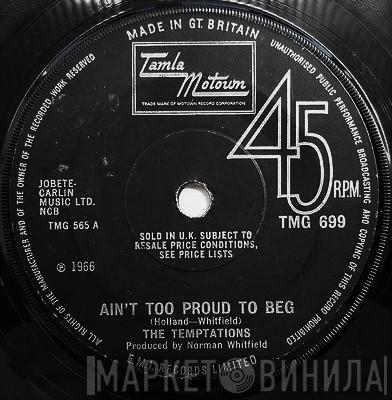 MADE IN GT. BRITAIN
UNAUTHORISED PUBLIC PERFORMANCE BROADCASTING AND COPYING OF THIS RECORD PROHIBITED
ALL RIGHTS OF THE MANUFACTURER AND OF THE OWNER OF THE RECORDED WORK RESERVED
Tamla
Motown
TRADE MARK OF MOTOWN RECORD CORPORATION
45
R.P.M.
TMG 699
JOBETE-
CARLIN
MUSIC LTD.
NCB
TMG 565 A
SOLD IN U.K. SUBJECT TO
RESALE PRICE CONDITIONS,
SEE PRICE LISTS
℗ 1966
AIN'T TOO PROUD TO BEG
(Holland—Whitfield)
THE TEMPTATIONS
Produced by Norman Whitfield
E.M.I. RECORDS LIMITED
МАРКЕТ ВИНИЛА